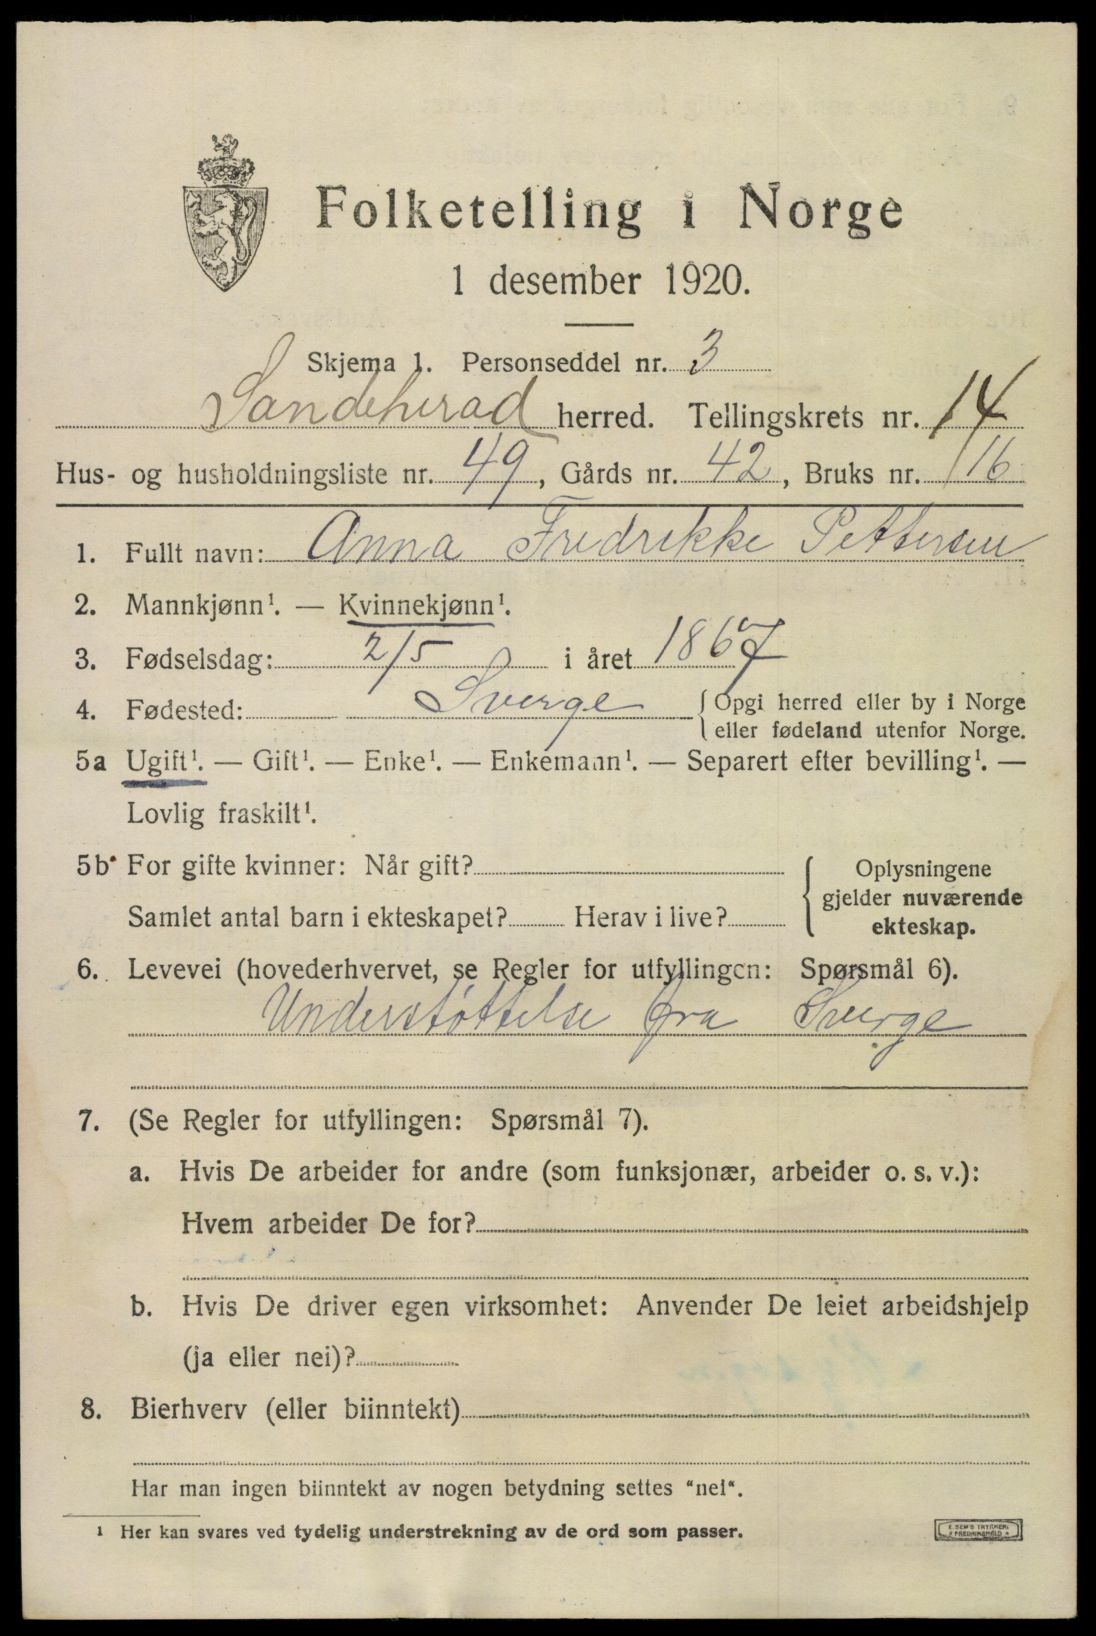 Folketelling i Norge
1 desember 1920.
Skjema 1. Personseddel nr. 3
Sandeherad herred. Tellingskrets nr. 14
Hus- og husholdningsliste nr. 49, Gårds nr. 42, Bruks nr. 116
1. Fullt navn: Anna Fredrikke Pettersen
2. Mannkjønn¹. — Kvinnekjønn¹.
3. Fødselsdag: 2/5 i året 1867
4. Fødested: Sverge { Opgi herred eller by i Norge
eller fødeland utenfor Norge.
5a Ugift¹. — Gift¹. — Enke¹. — Enkemann¹. — Separert efter bevilling¹. —
Lovlig fraskilt¹.
5b For gifte kvinner: Når gift?
Samlet antal barn i ekteskapet? Herav i live?
{ Oplysningene
gjelder nuværende
ekteskap.
6. Levevei (hovederhvervet, se Regler for utfyllingen: Spørsmål 6).
Understøttelse fra Sverge
7. (Se Regler for utfyllingen: Spørsmål 7).
a. Hvis De arbeider for andre (som funksjonær, arbeider o. s. v.):
Hvem arbeider De for?
b. Hvis De driver egen virksomhet: Anvender De leiet arbeidshjelp
(ja eller nei)?
8. Bierhverv (eller biinntekt)
Har man ingen biinntekt av nogen betydning settes "nei".
¹ Her kan svares ved tydelig understrekning av de ord som passer.